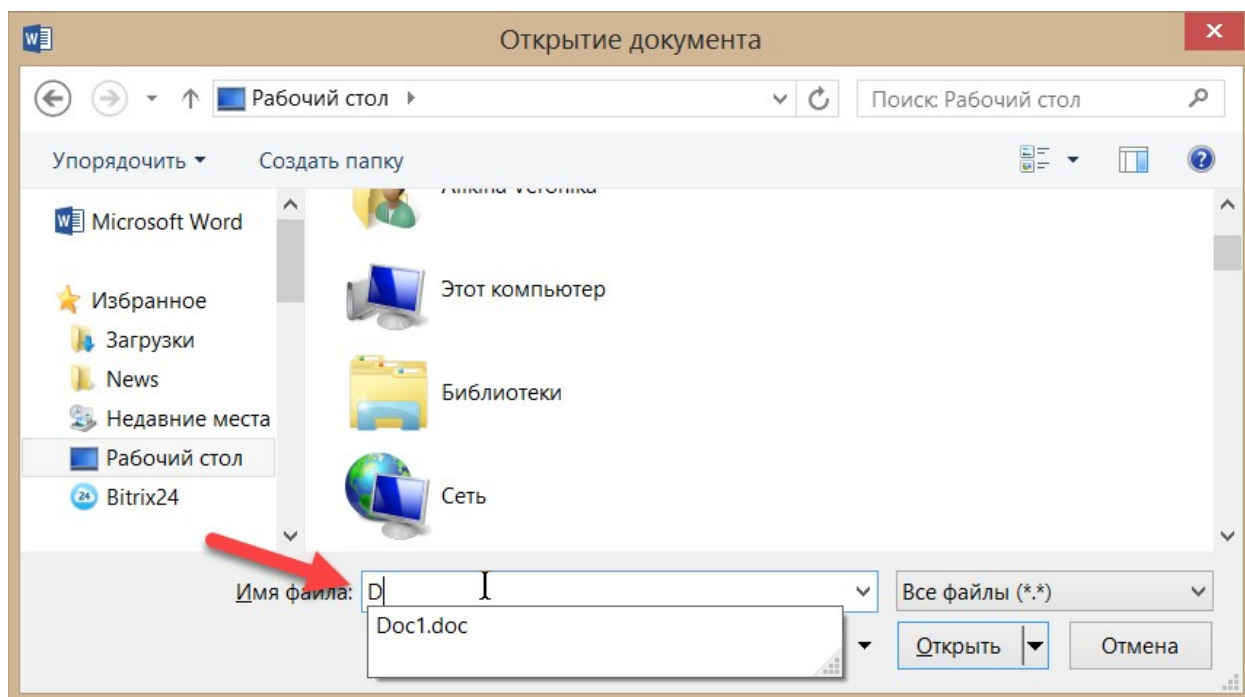 Открытие документа
Рабочий стол
Поиск: Рабочий стол
Упорядочить
Создать папку
Microsoft Word
Избранное
Загрузки
News
Недавние места
Рабочий стол
Bitrix24
Veronika
Этот компьютер
Библиотеки
Сеть
Имя файла: D
Все файлы (*.*)
Doc1.doc
Открыть
Отмена